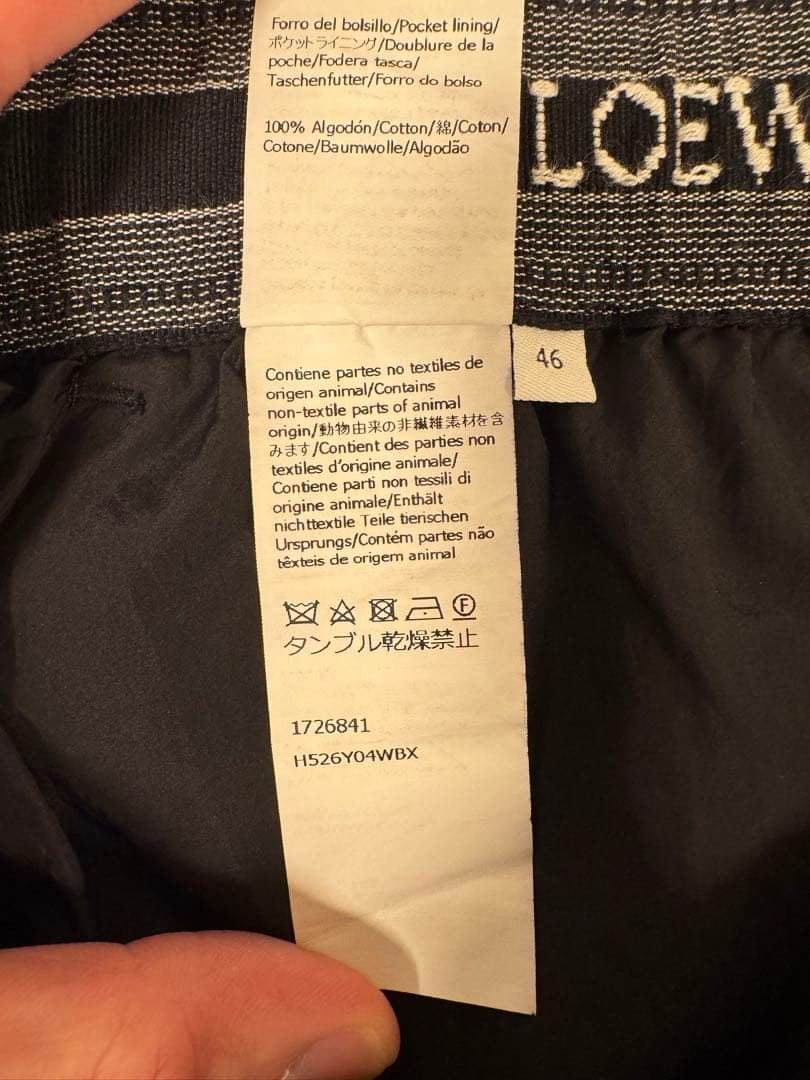 Forro del bolsillo/Pocket lining/
ポケットライニング/Doublure de la
poche/Fodera tasca/
Taschenfutter/Forro do bolso
100% Algodón/Cotton/綿/Coton/
Cotone/Baumwolle/Algodão
LOEW
46
Contiene partes no textiles de
origen animal/Contains
non-textile parts of animal
origin/動物由来の非繊維素材を含
みます/Contient des parties non
textiles d'origine animale/
Contiene parti non tessili di
origine animale/Enthält
nichttextile Teile tierischen
Ursprungs/Contém partes não
têxteis de origem animal
F
タンブル乾燥禁止
1726841
H526Y04WBX